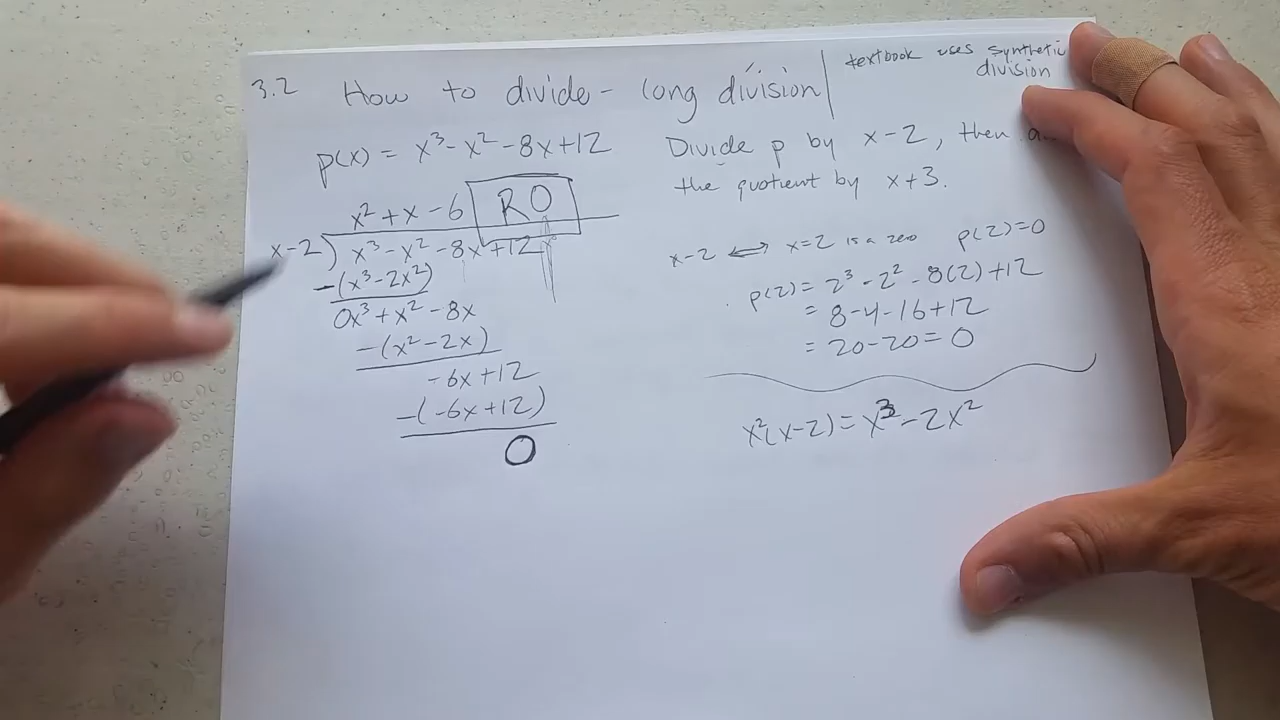 3.2 How to divide - long division
textbook uses synthetic
division
p(x) = x³ - x² - 8x + 12
x² + x - 6 R0
x-2 ) x³ - x² - 8x + 12
-(x³ - 2x²)
0x³ + x² - 8x
-(x² - 2x)
-6x + 12
-(-6x + 12)
0
Divide p by x-2, then
the quotient by x+3.
x-2 ⟷ x=2 is a zero p(2)=0
p(2) = 2³ - 2² - 8(2) + 12
= 8-4-16+12
= 20-20=0
x²(x-2) = x³ - 2x²